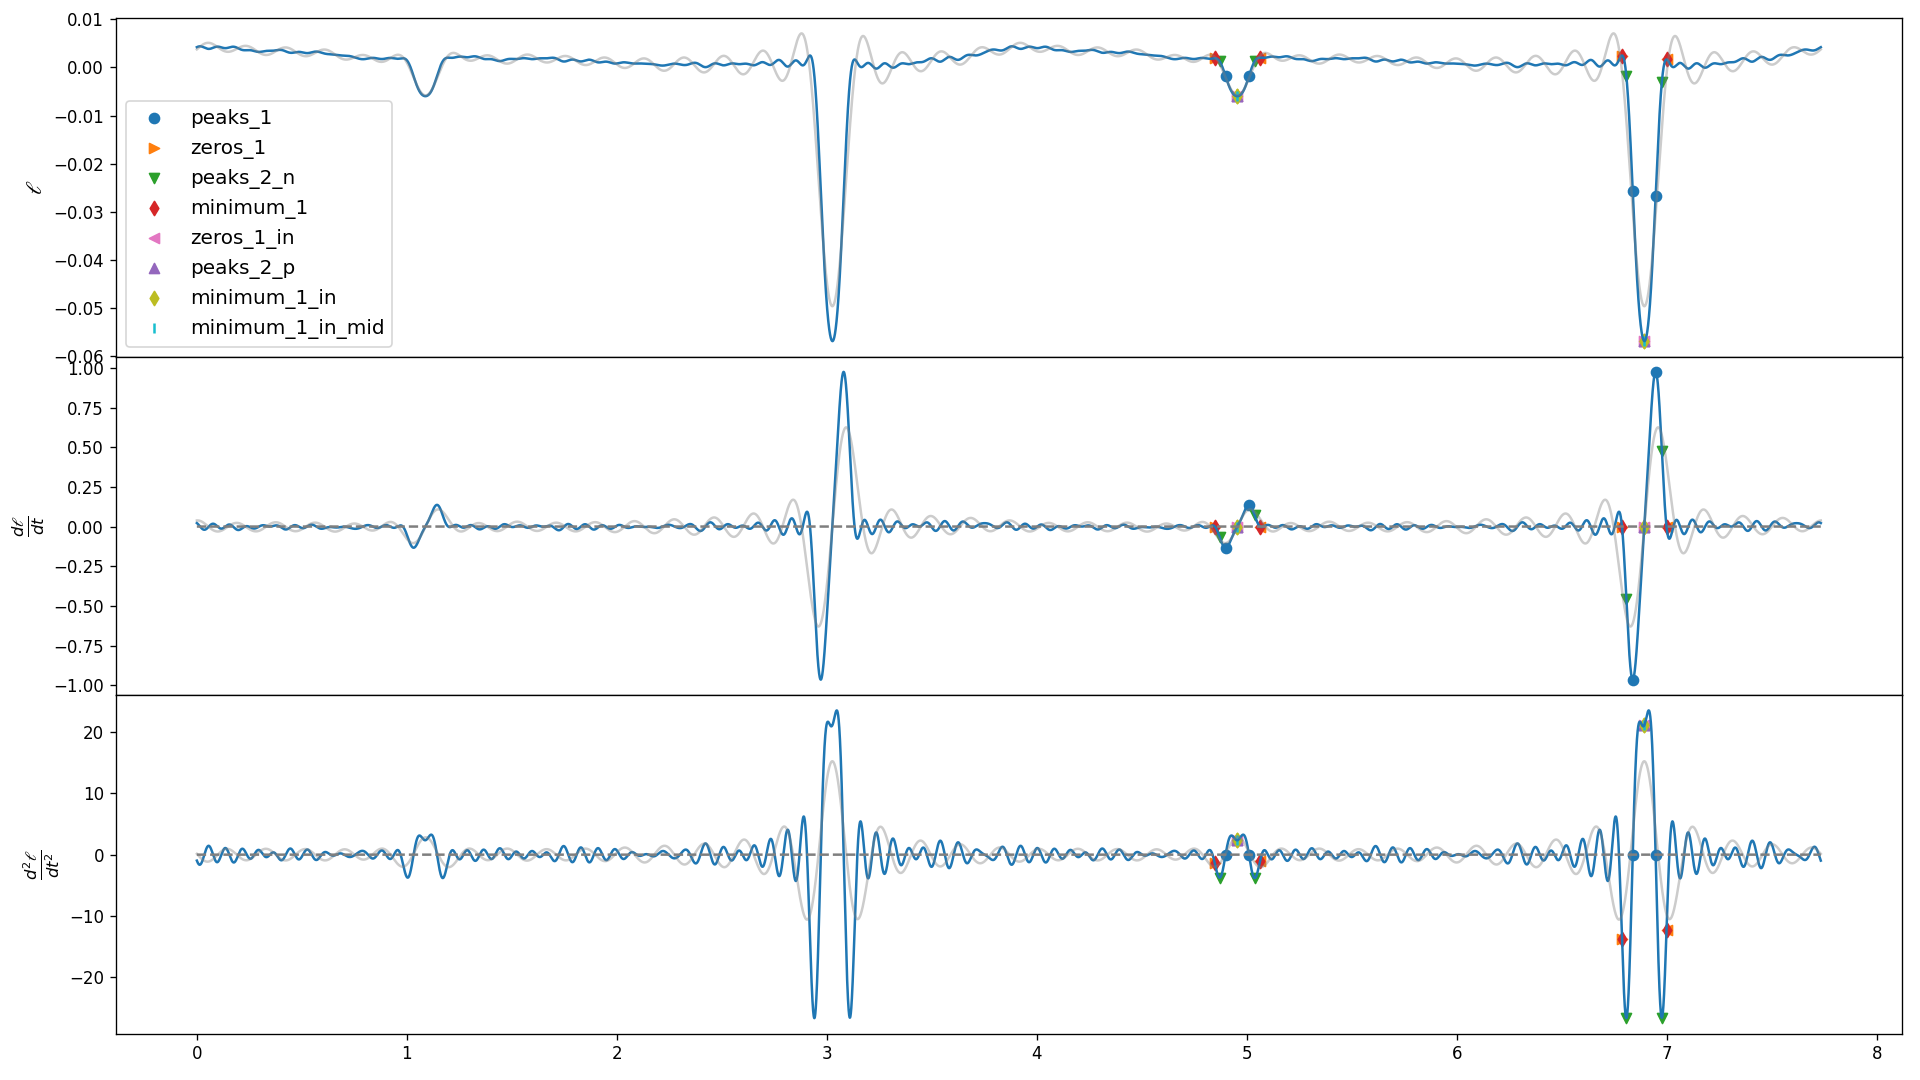 0.01
0.00
−0.01
−0.02
−0.03
−0.04
−0.05
−0.06
ℓ
peaks_1
zeros_1
peaks_2_n
minimum_1
zeros_1_in
peaks_2_p
minimum_1_in
minimum_1_in_mid
1.00
0.75
0.50
0.25
0.00
−0.25
−0.50
−0.75
−1.00
dℓ
dt
20
10
0
−10
−20
d²ℓ
dt²
0 1 2 3 4 5 6 7 8